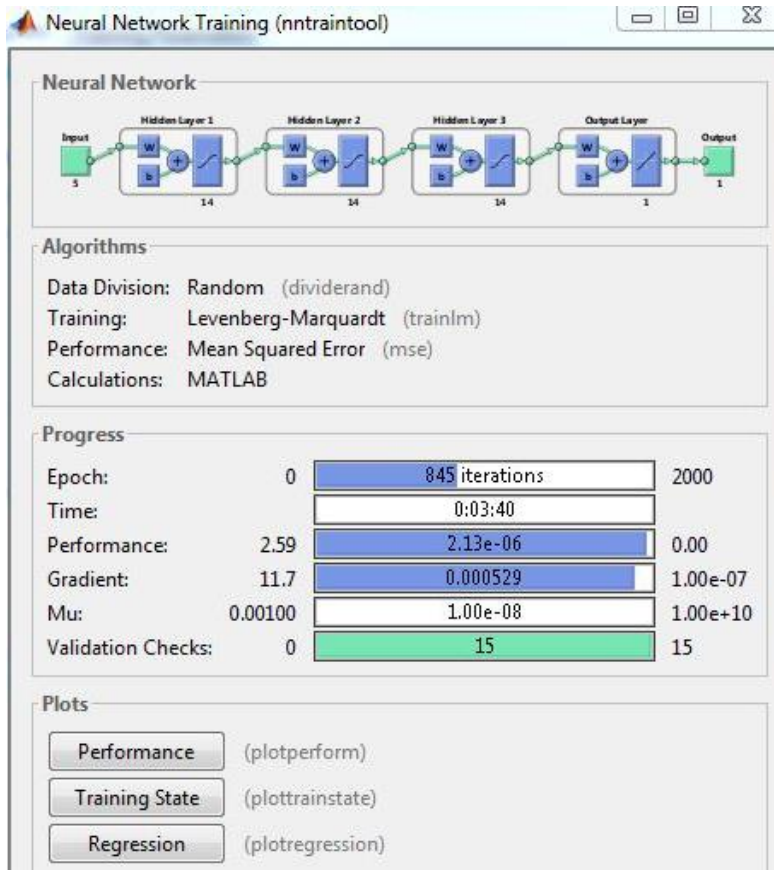 Neural Network Training (nntraintool)
Neural Network
Hidden Layer 1 Hidden Layer 2 Hidden Layer 3 Output Layer
Input Output
W W W W
b b b b
5 14 14 14 1 1
Algorithms
Data Division: Random (dividerand)
Training: Levenberg-Marquardt (trainlm)
Performance: Mean Squared Error (mse)
Calculations: MATLAB
Progress
Epoch: 0 845 iterations 2000
Time: 0:03:40
Performance: 2.59 2.13e-06 0.00
Gradient: 11.7 0.000529 1.00e-07
Mu: 0.00100 1.00e-08 1.00e+10
Validation Checks: 0 15 15
Plots
Performance (plotperform)
Training State (plottrainstate)
Regression (plotregression)